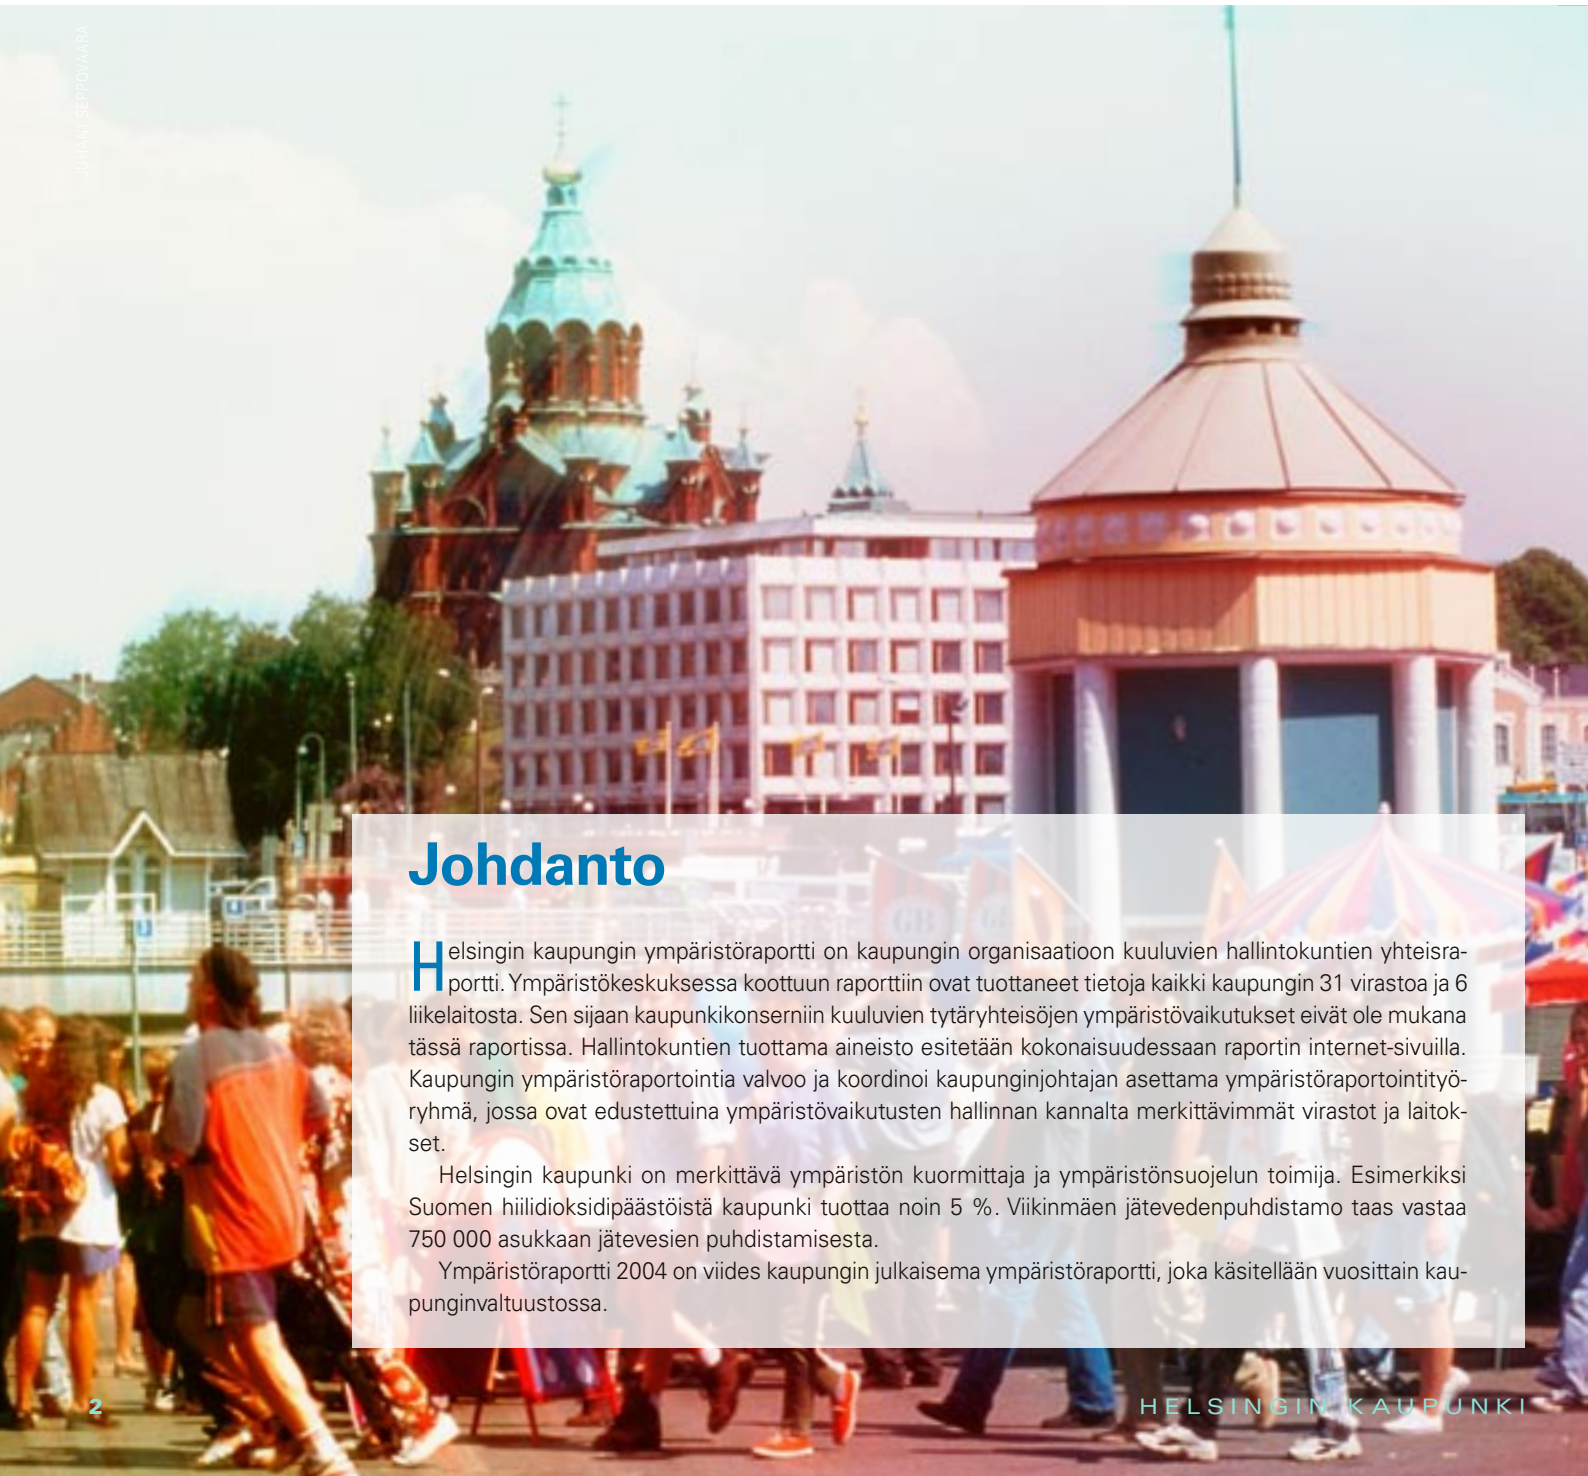 JUHANI SEPPOVAARA
Johdanto
Helsingin kaupungin ympäristöraportti on kaupungin organisaatioon kuuluvien hallintokuntien yhteisra-
portti. Ympäristökeskuksessa koottuun raporttiin ovat tuottaneet tietoja kaikki kaupungin 31 virastoa ja 6
liikelaitosta. Sen sijaan kaupunkikonserniin kuuluvien tytäryhteisöjen ympäristövaikutukset eivät ole mukana
tässä raportissa. Hallintokuntien tuottama aineisto esitetään kokonaisuudessaan raportin internet-sivuilla.
Kaupungin ympäristöraportointia valvoo ja koordinoi kaupunginjohtajan asettama ympäristöraportointityö-
ryhmä, jossa ovat edustettuina ympäristövaikutusten hallinnan kannalta merkittävimmät virastot ja laitok-
set.
Helsingin kaupunki on merkittävä ympäristön kuormittaja ja ympäristönsuojelun toimija. Esimerkiksi
Suomen hiilidioksidipäästöistä kaupunki tuottaa noin 5 %. Viikinmäen jätevedenpuhdistamo taas vastaa
750 000 asukkaan jätevesien puhdistamisesta.
Ympäristöraportti 2004 on viides kaupungin julkaisema ympäristöraportti, joka käsitellään vuosittain kau-
punginvaltuustossa.
2
HELSINGIN KAUPUNKI
GB